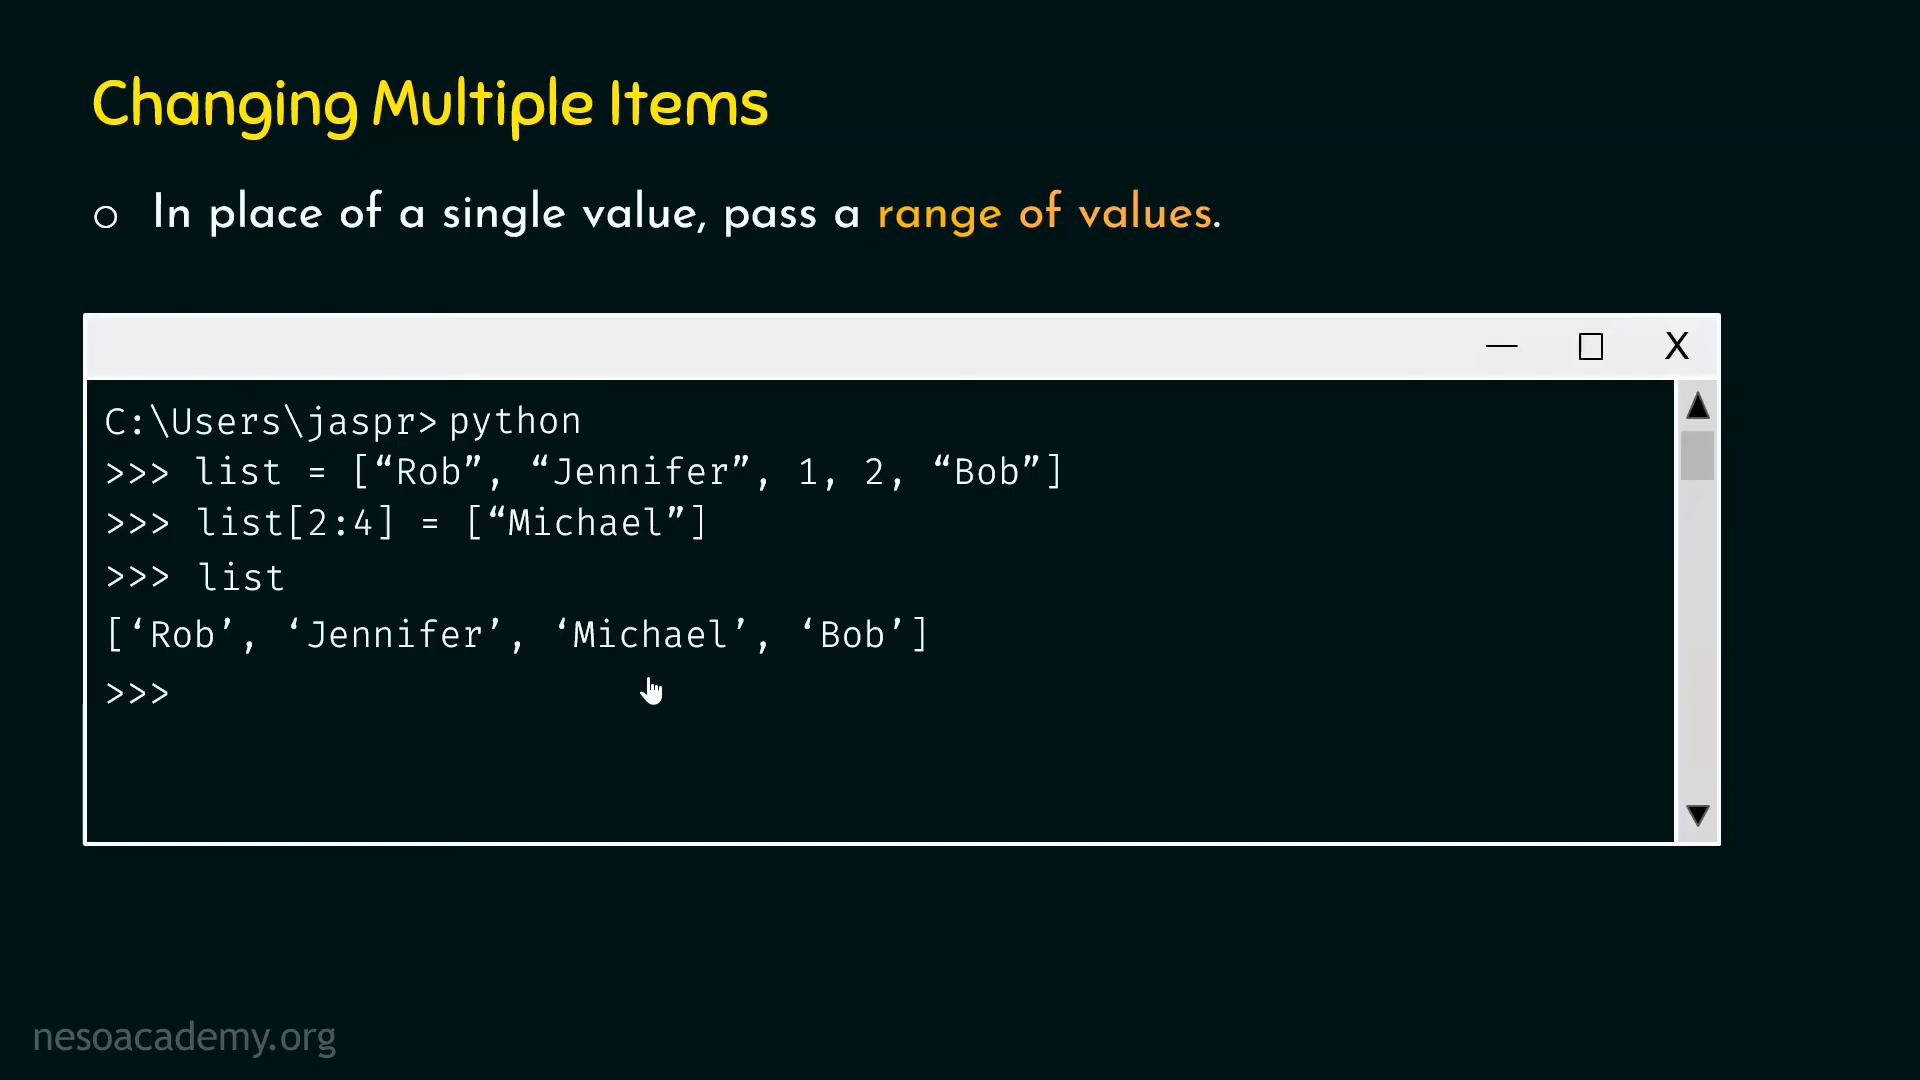 Changing Multiple Items
○ In place of a single value, pass a range of values.
— □ X
C:\Users\jaspr> python
>>> list = [“Rob”, “Jennifer”, 1, 2, “Bob”]
>>> list[2:4] = [“Michael”]
>>> list
[‘Rob’, ‘Jennifer’, ‘Michael’, ‘Bob’]
>>>
nesoacademy.org